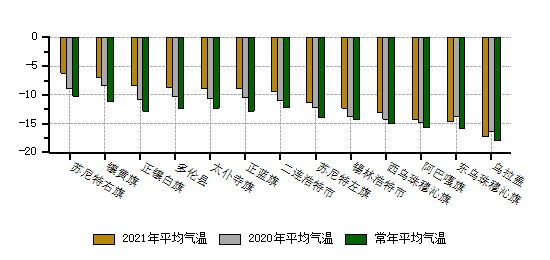 0
−5
−10
−15
−20
苏尼特右旗
镶黄旗
正镶白旗
多伦县
太仆寺旗
正蓝旗
二连浩特市
苏尼特左旗
锡林浩特市
西乌珠穆沁旗
阿巴嘎旗
东乌珠穆沁旗
乌拉盖
2021年平均气温 2020年平均气温 常年平均气温